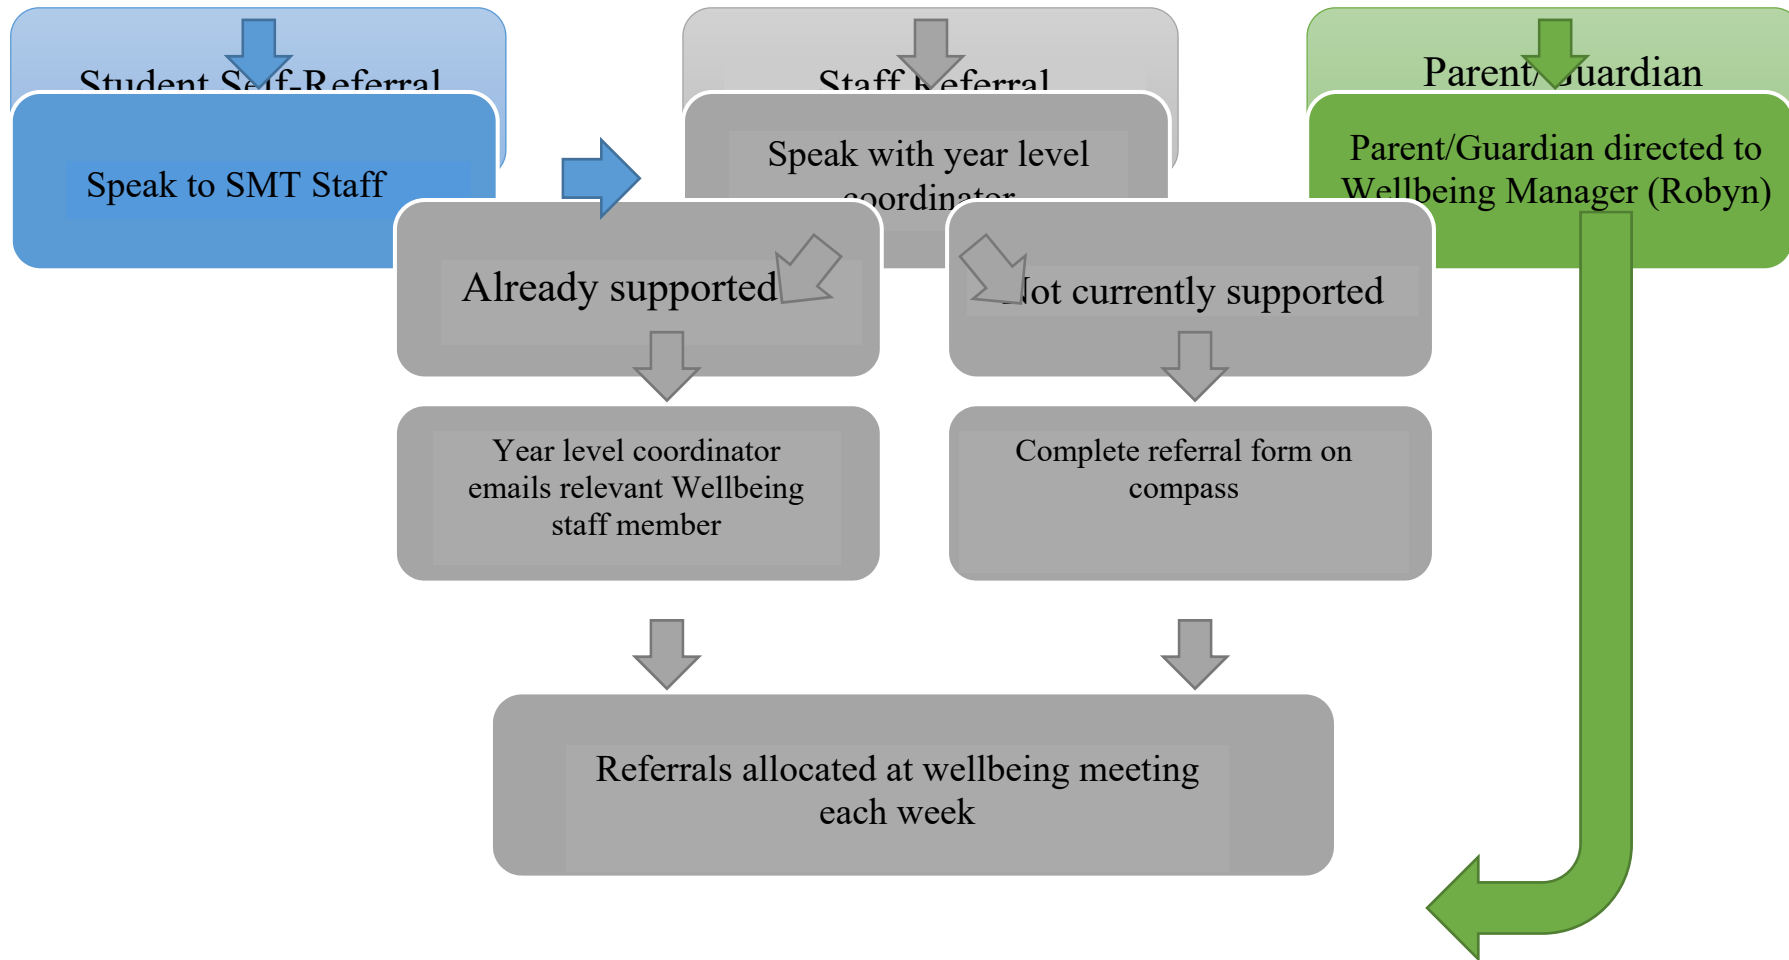 Student Self-Referral
Staff Referral
Parent/Guardian
Speak to SMT Staff
Speak with year level
coordinator
Parent/Guardian directed to
Wellbeing Manager (Robyn)
Already supported
Not currently supported
Year level coordinator
emails relevant Wellbeing
staff member
Complete referral form on
compass
Referrals allocated at wellbeing meeting
each week